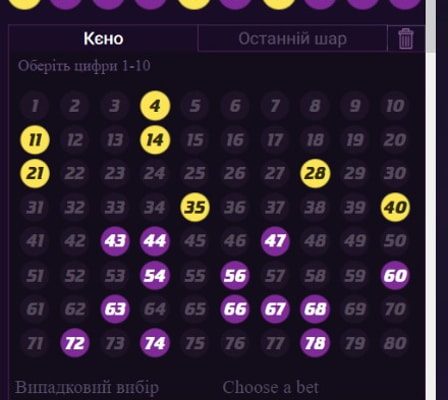 Кєно Останній шар
Оберіть цифри 1-10
1 2 3 4 5 6 7 8 9 10
11 12 13 14 15 16 17 18 19 20
21 22 23 24 25 26 27 28 29 30
31 32 33 34 35 36 37 38 39 40
41 42 43 44 45 46 47 48 49 50
51 52 53 54 55 56 57 58 59 60
61 62 63 64 65 66 67 68 69 70
71 72 73 74 75 76 77 78 79 80
Випадковий вибір Choose a bet